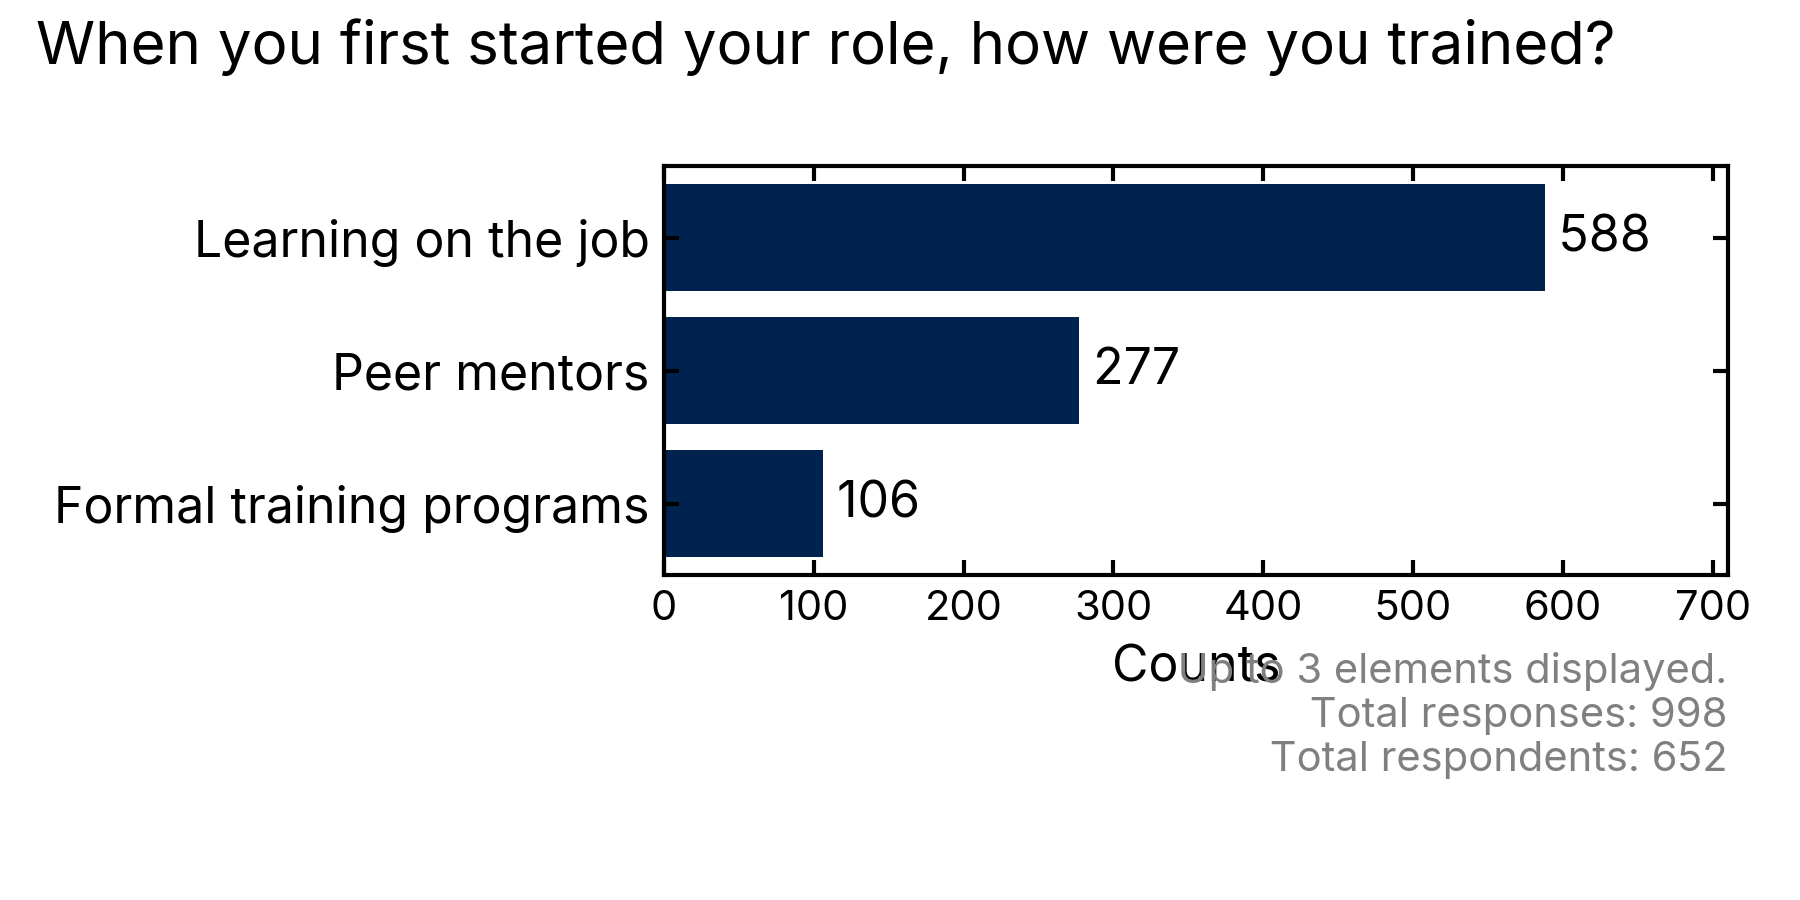 When you first started your role, how were you trained?
Learning on the job
588
Peer mentors
277
Formal training programs
106
0 100 200 300 400 500 600 700
Counts
Up to 3 elements displayed.
Total responses: 998
Total respondents: 652